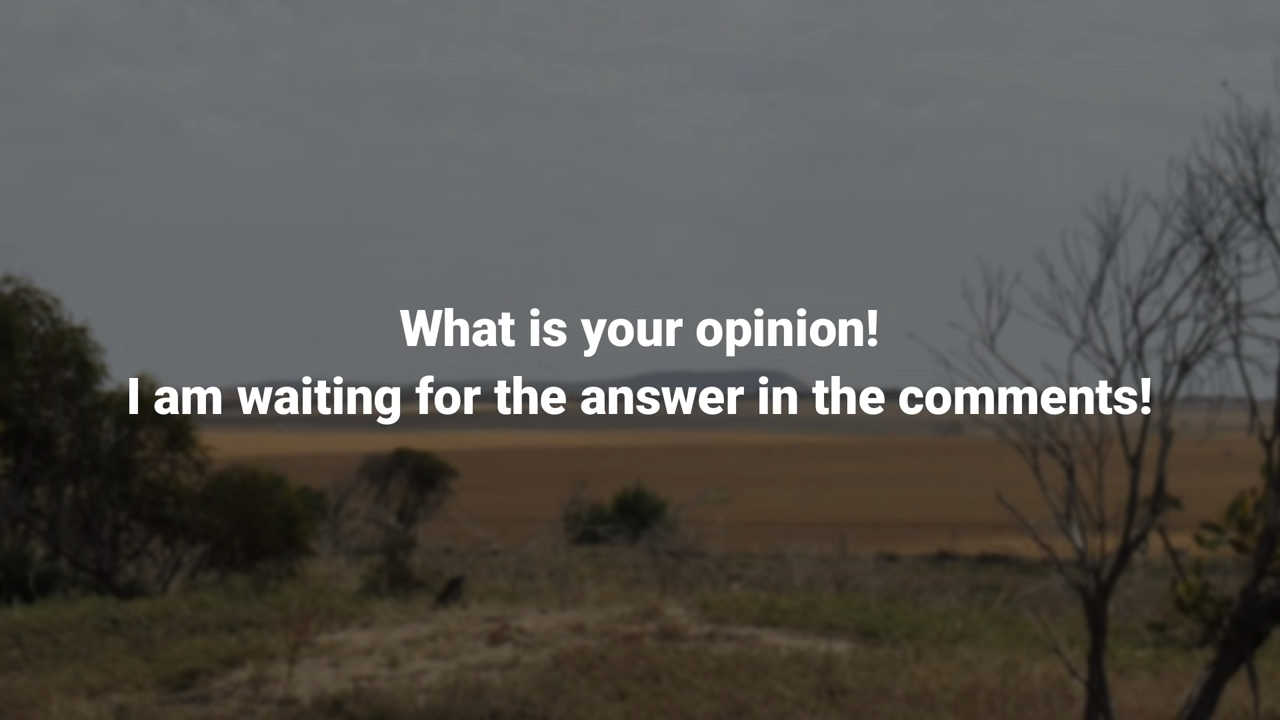 What is your opinion!
I am waiting for the answer in the comments!